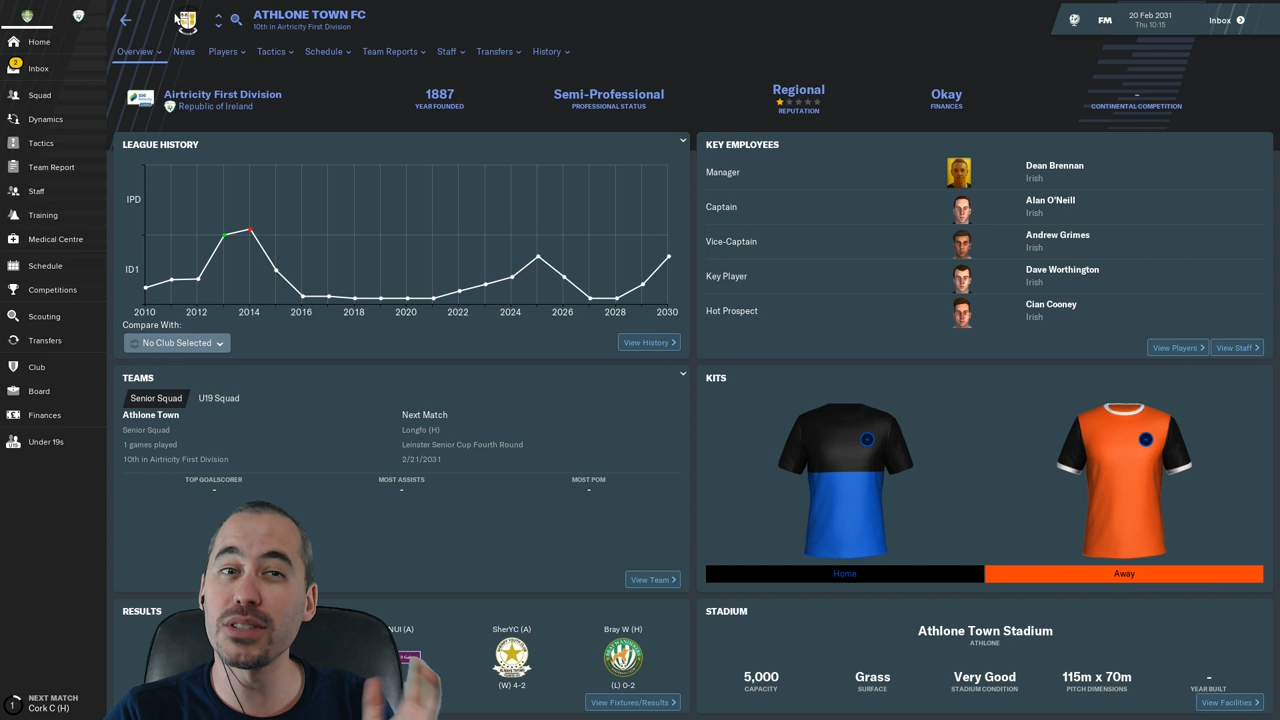 ATHLONE TOWN FC
10th in Airtricity First Division
20 Feb 2031
Thu 10:15
FM
Inbox
Overview
News
Players
Tactics
Schedule
Team Reports
Staff
Transfers
History
Home
2
Inbox
Squad
Dynamics
Tactics
Team Report
Staff
Training
Medical Centre
Schedule
Competitions
Scouting
Transfers
Club
Board
Finances
Under 19s
1
NEXT MATCH
Cork C (H)
Airtricity First Division
Republic of Ireland
1887
YEAR FOUNDED
Semi-Professional
PROFESSIONAL STATUS
Regional
REPUTATION
Okay
FINANCES
-
CONTINENTAL COMPETITION
LEAGUE HISTORY
IPD
ID1
2010 2012 2014 2016 2018 2020 2022 2024 2026 2028 2030
Compare With:
No Club Selected
View History
KEY EMPLOYEES
Manager
Dean Brennan
Irish
Captain
Alan O'Neill
Irish
Vice-Captain
Andrew Grimes
Irish
Key Player
Dave Worthington
Irish
Hot Prospect
Cian Cooney
Irish
View Players
View Staff
TEAMS
Senior Squad
U19 Squad
Athlone Town
Senior Squad
1 games played
10th in Airtricity First Division
Next Match
Longfo (H)
Leinster Senior Cup Fourth Round
2/21/2031
TOP GOALSCORER
-
MOST ASSISTS
-
MOST POM
-
View Team
KITS
Home
Away
RESULTS
NUI (A)
SherYC (A)
(W) 4-2
Bray W (H)
(L) 0-2
View Fixtures/Results
STADIUM
Athlone Town Stadium
ATHLONE
5,000
CAPACITY
Grass
SURFACE
Very Good
STADIUM CONDITION
115m x 70m
PITCH DIMENSIONS
-
YEAR BUILT
View Facilities